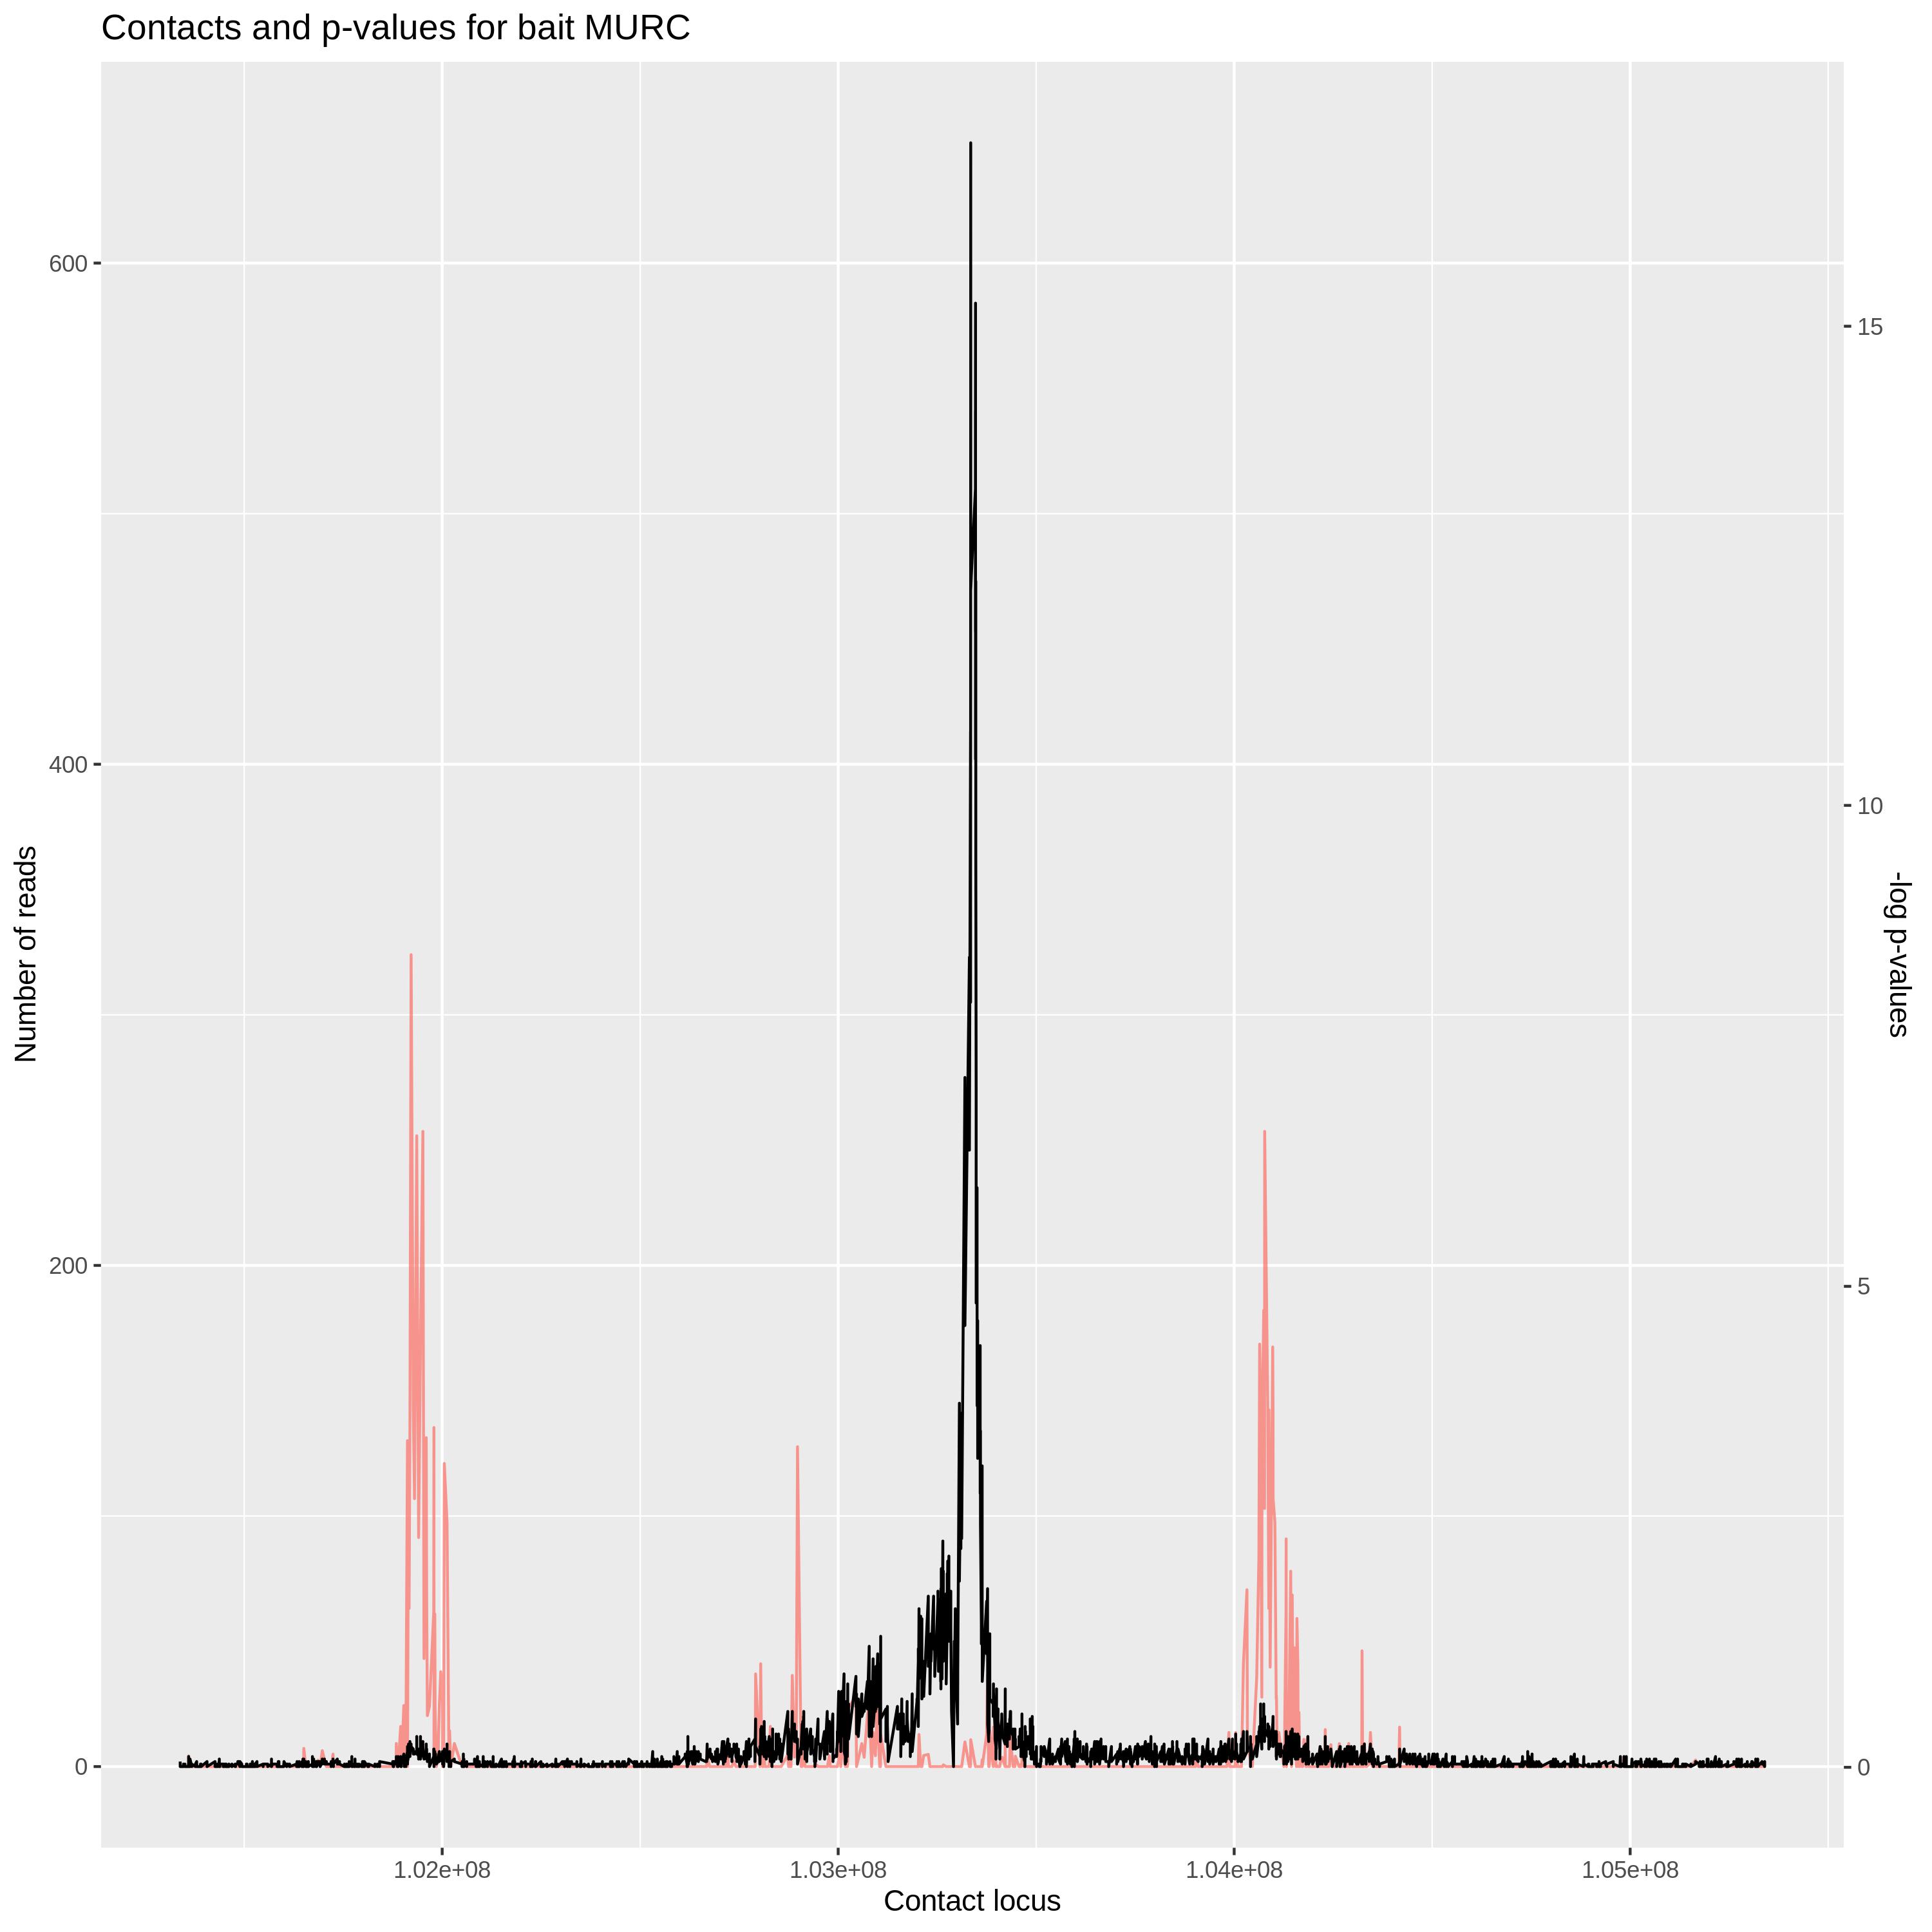 Contacts and p-values for bait MURC
600
400
200
0
Number of reads
15
10
5
0
-log p-values
1.02e+08
1.03e+08
1.04e+08
1.05e+08
Contact locus